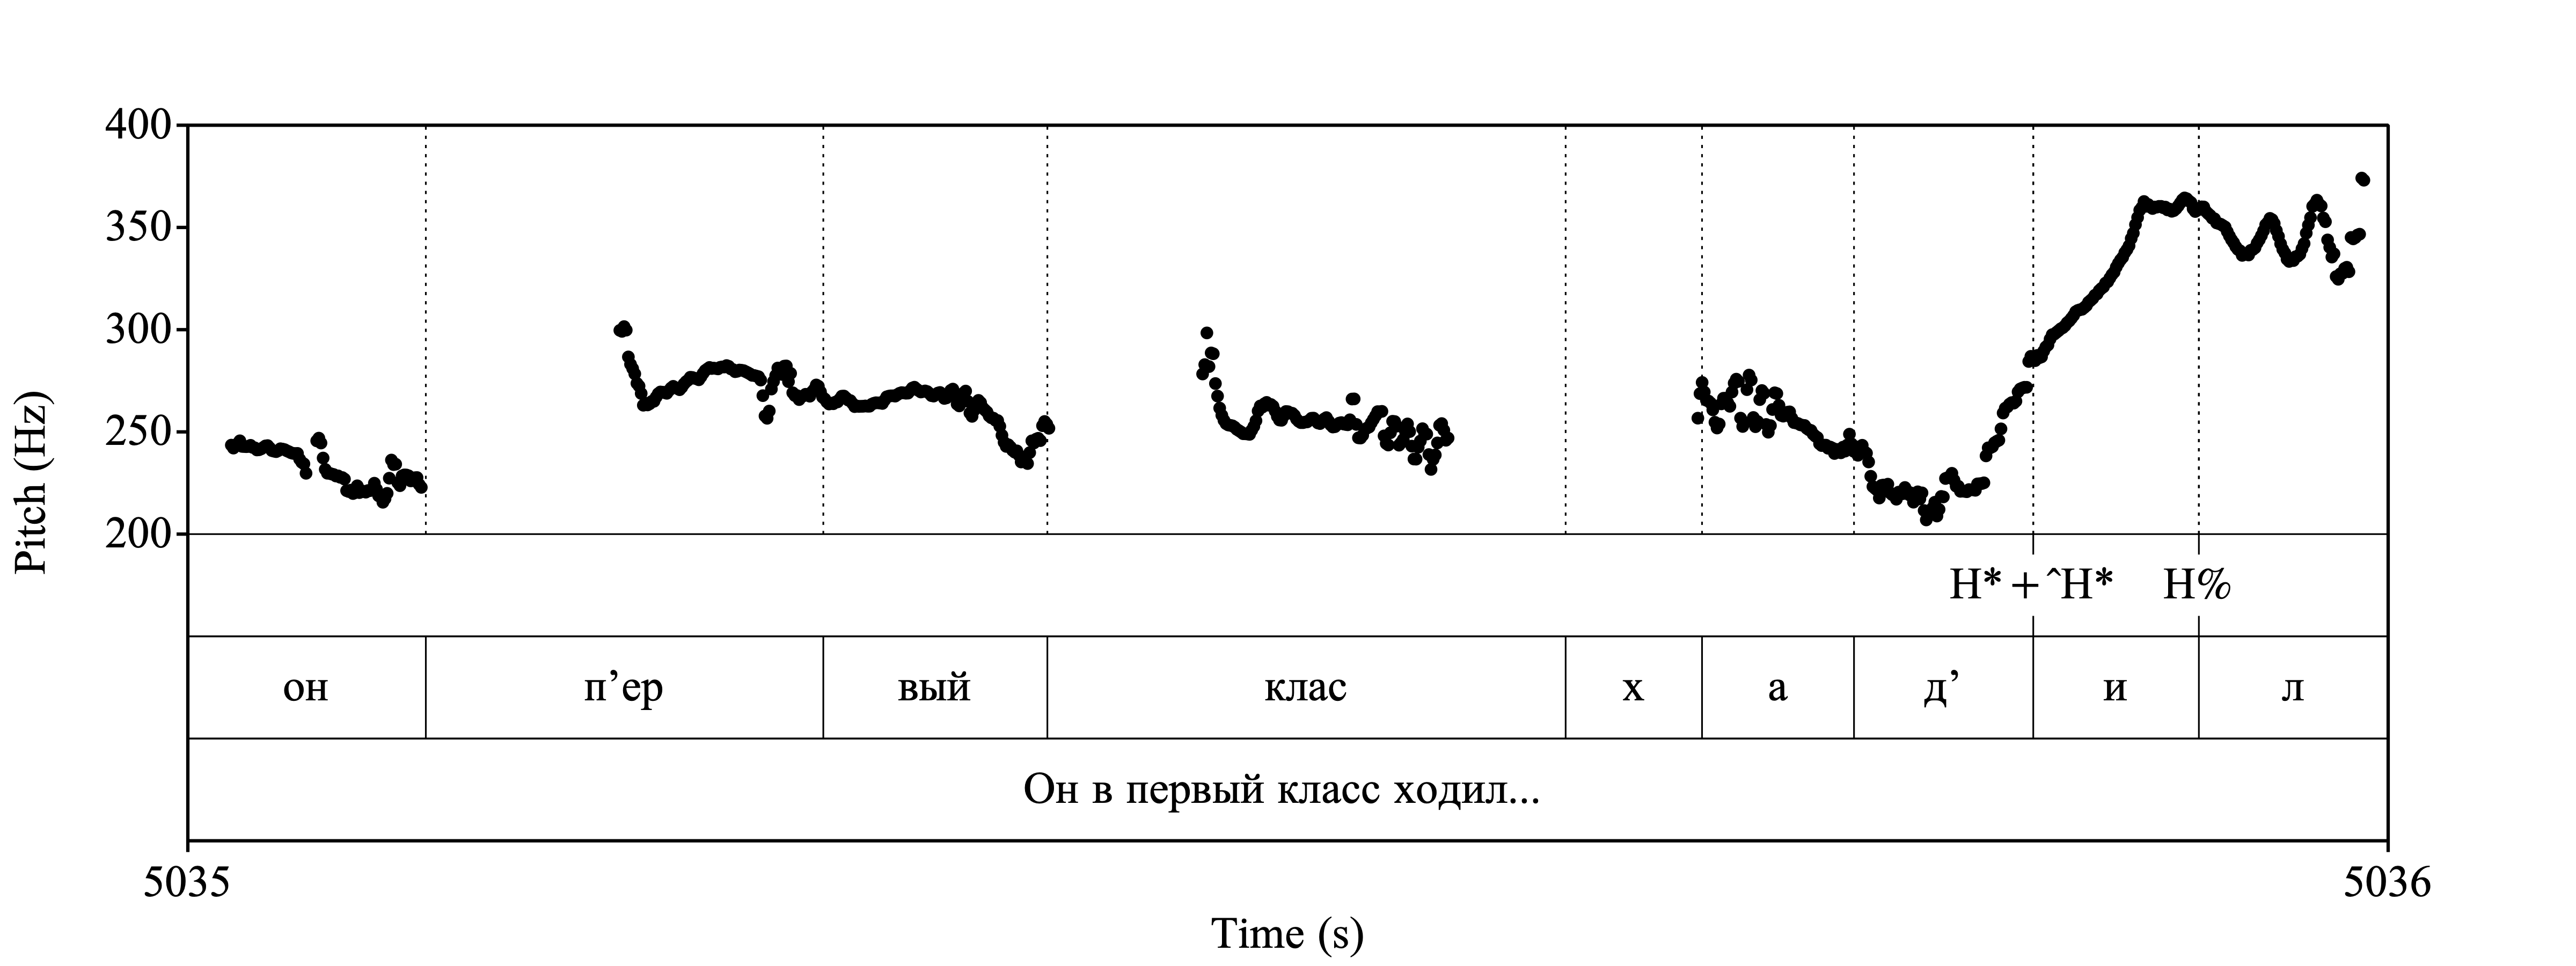 400
350
300
250
200
Pitch (Hz)
H* + ˆH* H%
он п’ер вый клас х а д’ и л
Он в первый класс ходил...
5035 5036
Time (s)